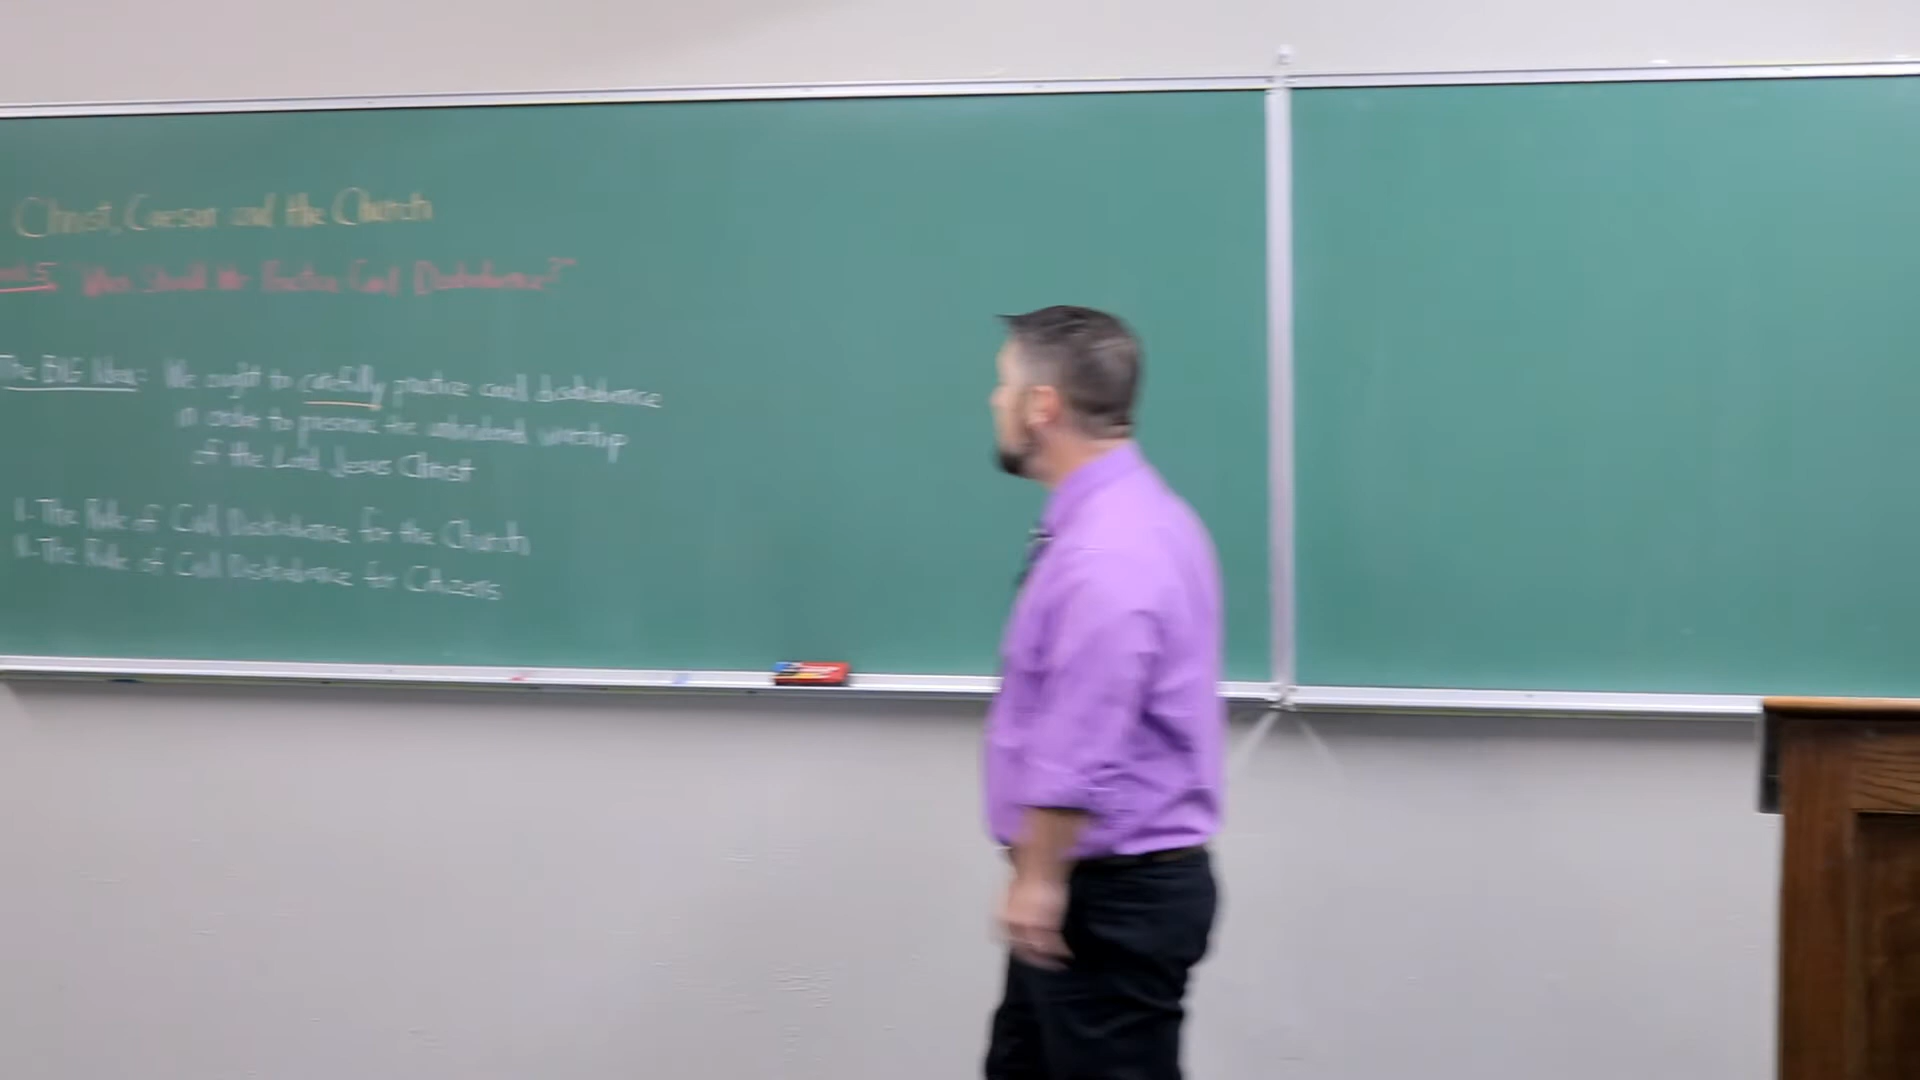 Christ, Caesar and the Church
5 "When Should We Practice Civil Disobedience?"
The BIG Idea: We ought to carefully practice civil disobedience
in order to preserve the unhindered worship
of the Lord Jesus Christ
I. The Role of Civil Disobedience for the Church
II. The Role of Civil Disobedience for Citizens